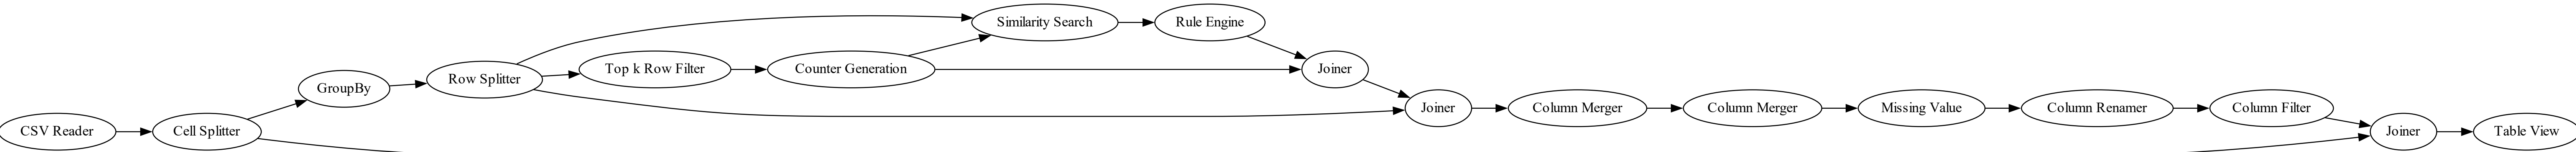 CSV Reader
Cell Splitter
GroupBy
Row Splitter
Top k Row Filter
Counter Generation
Similarity Search
Rule Engine
Joiner
Joiner
Column Merger
Column Merger
Missing Value
Column Renamer
Column Filter
Joiner
Table View